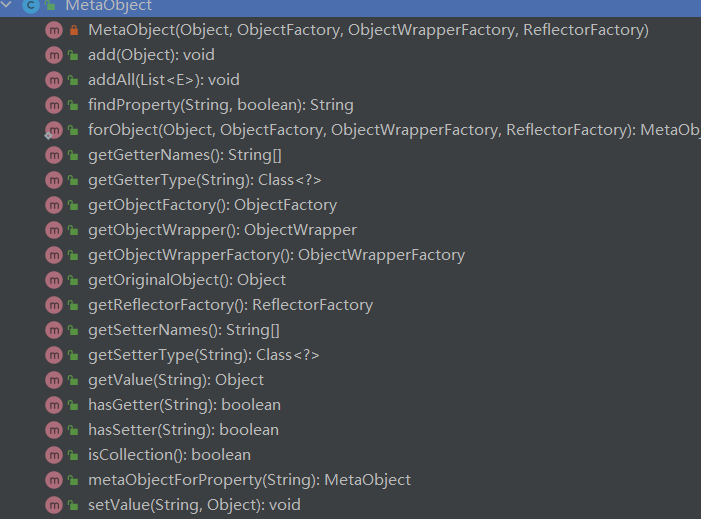 MetaObject
MetaObject(Object, ObjectFactory, ObjectWrapperFactory, ReflectorFactory)
add(Object): void
addAll(List<E>): void
findProperty(String, boolean): String
forObject(Object, ObjectFactory, ObjectWrapperFactory, ReflectorFactory): MetaObj
getGetterNames(): String[]
getGetterType(String): Class<?>
getObjectFactory(): ObjectFactory
getObjectWrapper(): ObjectWrapper
getObjectWrapperFactory(): ObjectWrapperFactory
getOriginalObject(): Object
getReflectorFactory(): ReflectorFactory
getSetterNames(): String[]
getSetterType(String): Class<?>
getValue(String): Object
hasGetter(String): boolean
hasSetter(String): boolean
isCollection(): boolean
metaObjectForProperty(String): MetaObject
setValue(String, Object): void